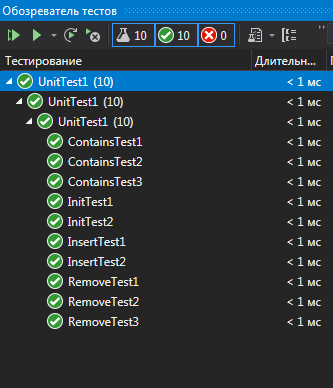 Обозреватель тестов
10 10 0
Тестирование Длительн...
UnitTest1 (10) < 1 мс
UnitTest1 (10) < 1 мс
UnitTest1 (10) < 1 мс
ContainsTest1 < 1 мс
ContainsTest2 < 1 мс
ContainsTest3 < 1 мс
InitTest1 < 1 мс
InitTest2 < 1 мс
InsertTest1 < 1 мс
InsertTest2 < 1 мс
RemoveTest1 < 1 мс
RemoveTest2 < 1 мс
RemoveTest3 < 1 мс